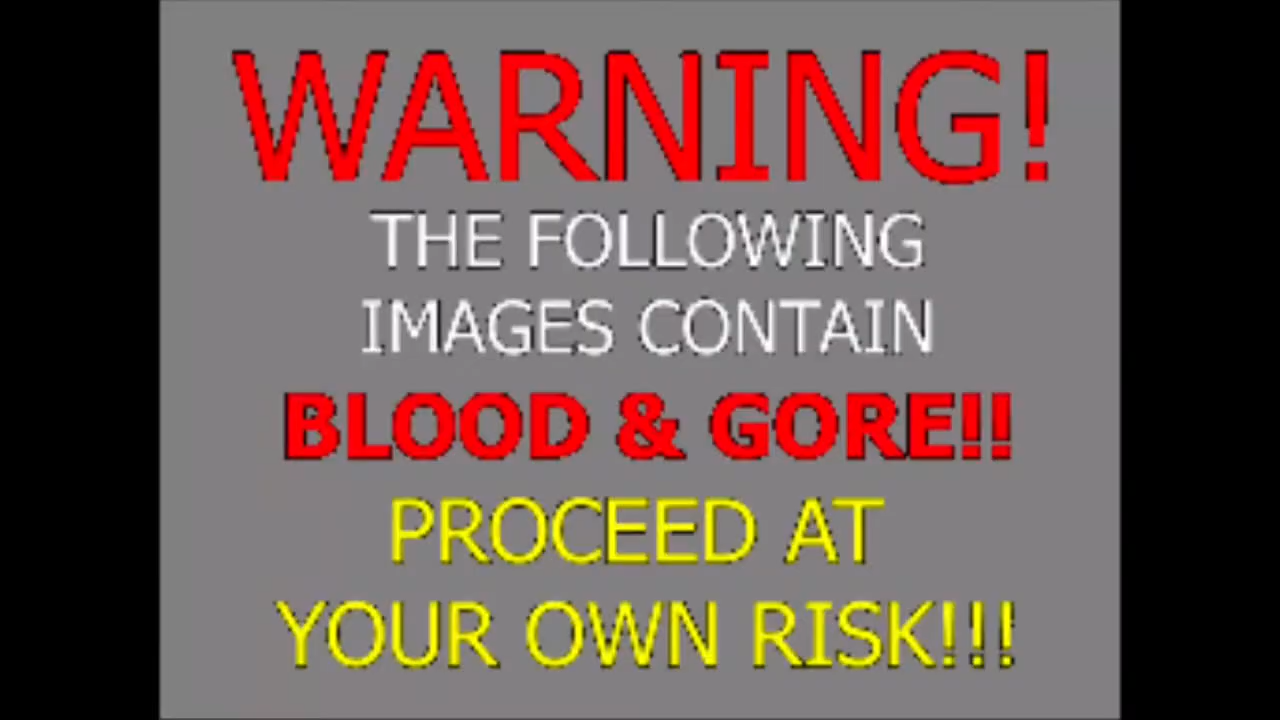 WARNING!
THE FOLLOWING
IMAGES CONTAIN
BLOOD & GORE!!
PROCEED AT
YOUR OWN RISK!!!